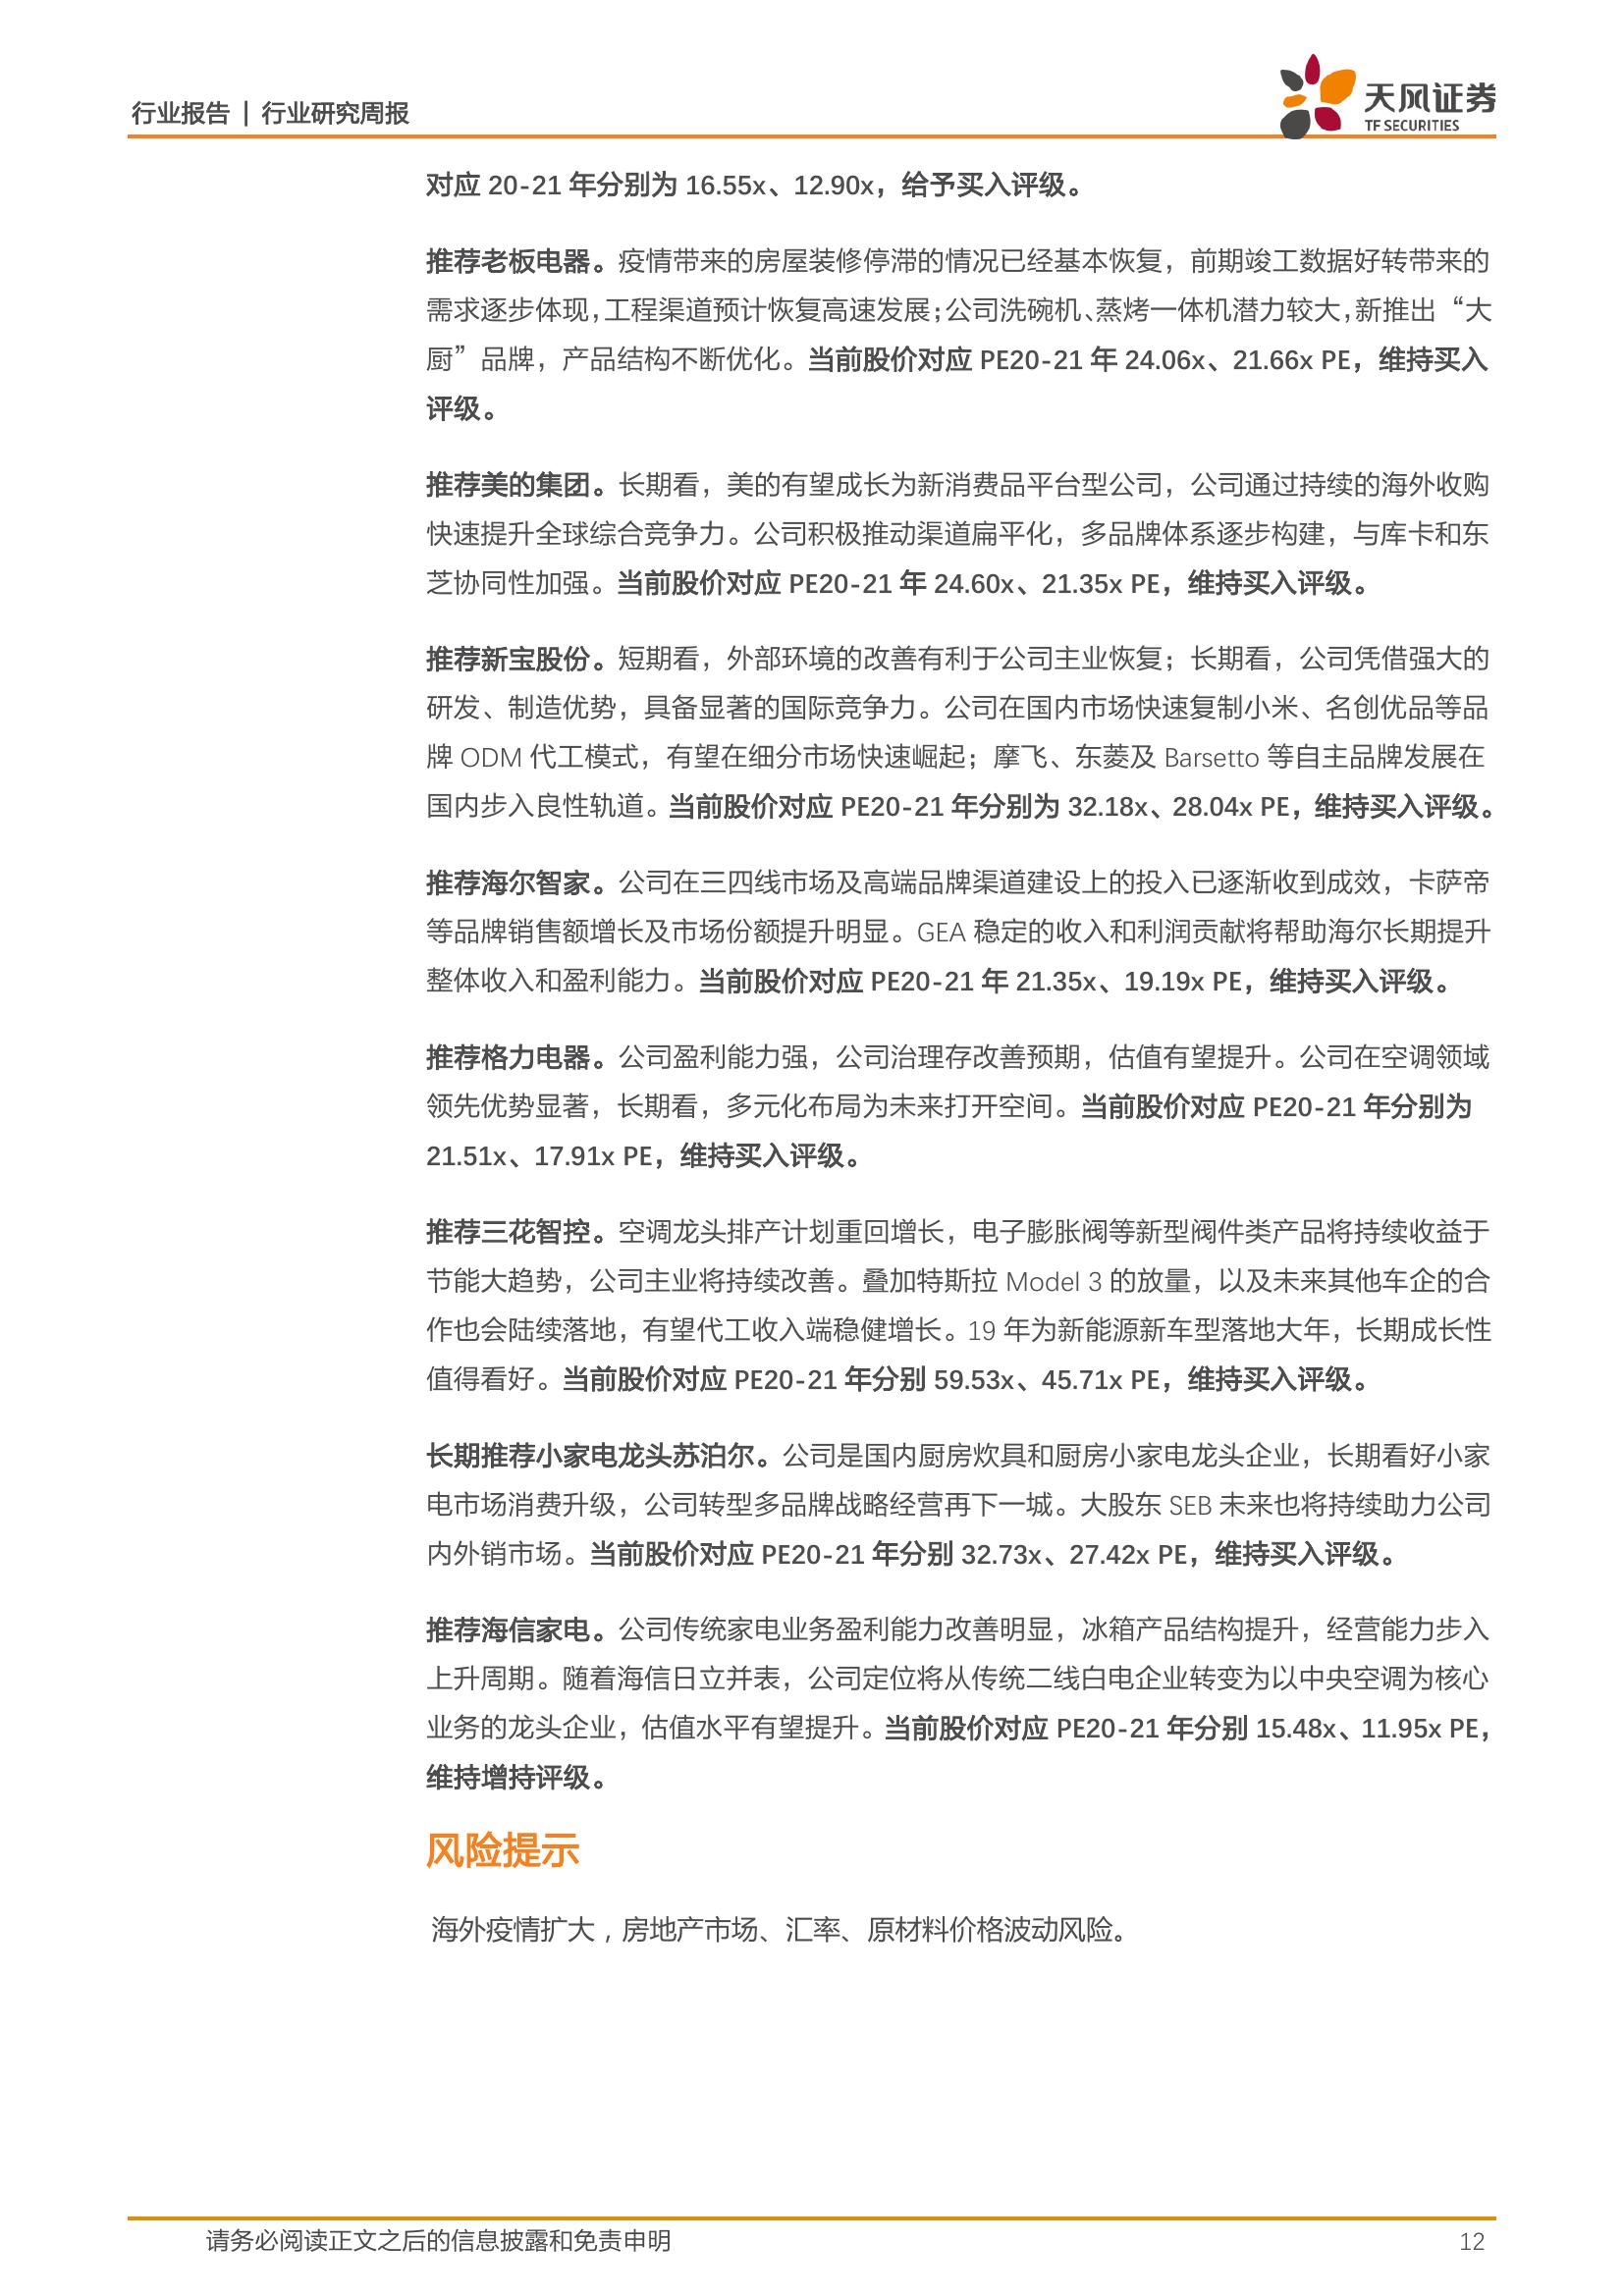 行业报告 | 行业研究周报
天风证券
TF SECURITIES
对应 20-21 年分别为 16.55x、12.90x，给予买入评级。
推荐老板电器。疫情带来的房屋装修停滞的情况已经基本恢复，前期竣工数据好转带来的
需求逐步体现，工程渠道预计恢复高速发展；公司洗碗机、蒸烤一体机潜力较大，新推出“大
厨”品牌，产品结构不断优化。当前股价对应 PE20-21 年 24.06x、21.66x PE，维持买入
评级。
推荐美的集团。长期看，美的有望成长为新消费品平台型公司，公司通过持续的海外收购
快速提升全球综合竞争力。公司积极推动渠道扁平化，多品牌体系逐步构建，与库卡和东
芝协同性加强。当前股价对应 PE20-21 年 24.60x、21.35x PE，维持买入评级。
推荐新宝股份。短期看，外部环境的改善有利于公司主业恢复；长期看，公司凭借强大的
研发、制造优势，具备显著的国际竞争力。公司在国内市场快速复制小米、名创优品等品
牌 ODM 代工模式，有望在细分市场快速崛起；摩飞、东菱及 Barsetto 等自主品牌发展在
国内步入良性轨道。当前股价对应 PE20-21 年分别为 32.18x、28.04x PE，维持买入评级。
推荐海尔智家。公司在三四线市场及高端品牌渠道建设上的投入已逐渐收到成效，卡萨帝
等品牌销售额增长及市场份额提升明显。GEA 稳定的收入和利润贡献将帮助海尔长期提升
整体收入和盈利能力。当前股价对应 PE20-21 年 21.35x、19.19x PE，维持买入评级。
推荐格力电器。公司盈利能力强，公司治理存改善预期，估值有望提升。公司在空调领域
领先优势显著，长期看，多元化布局为未来打开空间。当前股价对应 PE20-21 年分别为
21.51x、17.91x PE，维持买入评级。
推荐三花智控。空调龙头排产计划重回增长，电子膨胀阀等新型阀件类产品将持续收益于
节能大趋势，公司主业将持续改善。叠加特斯拉 Model 3 的放量，以及未来其他车企的合
作也会陆续落地，有望代工收入端稳健增长。19 年为新能源新车型落地大年，长期成长性
值得看好。当前股价对应 PE20-21 年分别 59.53x、45.71x PE，维持买入评级。
长期推荐小家电龙头苏泊尔。公司是国内厨房炊具和厨房小家电龙头企业，长期看好小家
电市场消费升级，公司转型多品牌战略经营再下一城。大股东 SEB 未来也将持续助力公司
内外销市场。当前股价对应 PE20-21 年分别 32.73x、27.42x PE，维持买入评级。
推荐海信家电。公司传统家电业务盈利能力改善明显，冰箱产品结构提升，经营能力步入
上升周期。随着海信日立并表，公司定位将从传统二线白电企业转变为以中央空调为核心
业务的龙头企业，估值水平有望提升。当前股价对应 PE20-21 年分别 15.48x、11.95x PE，
维持增持评级。
风险提示
海外疫情扩大，房地产市场、汇率、原材料价格波动风险。
请务必阅读正文之后的信息披露和免责申明
12